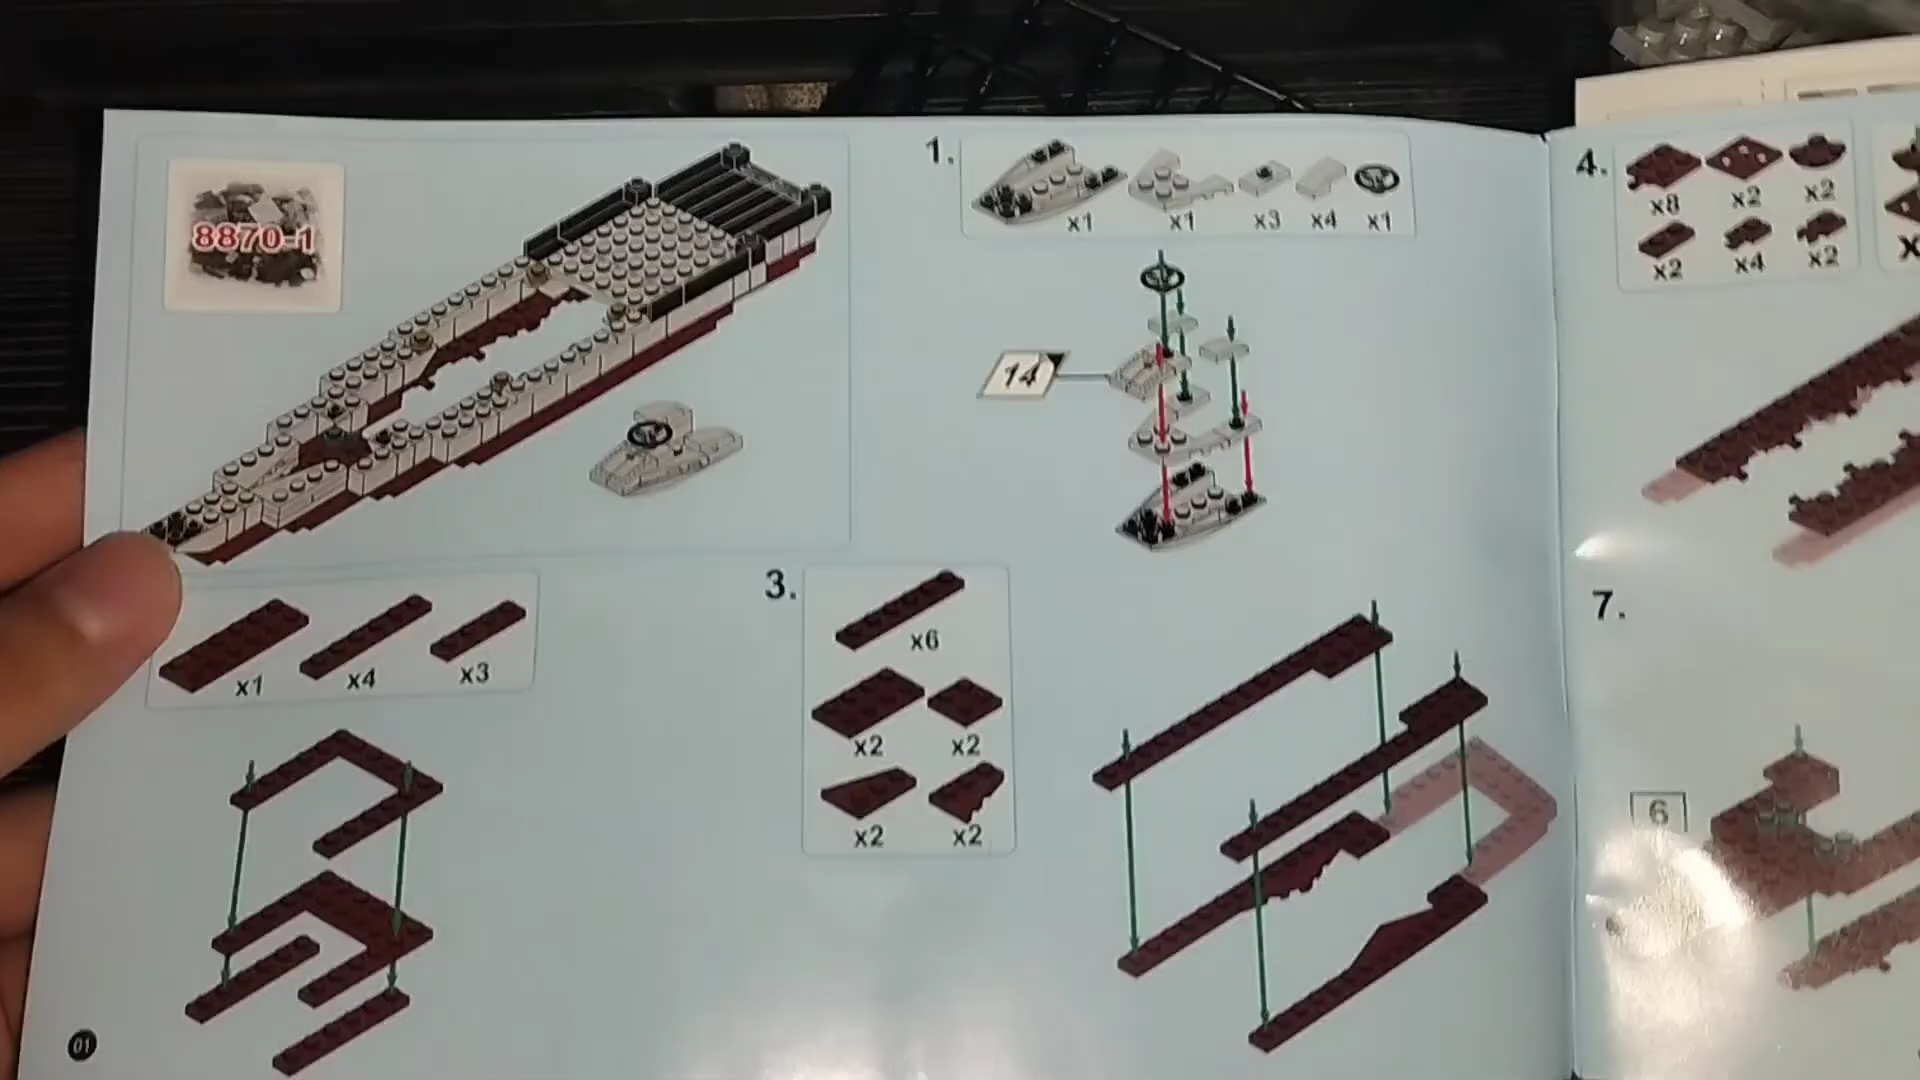 8870-1
1.
x1 x1 x3 x4 x1
14
x1 x4 x3
3.
x6
x2 x2
x2 x2
01
4.
x8 x2 x2
x2 x4 x2
x
7.
6